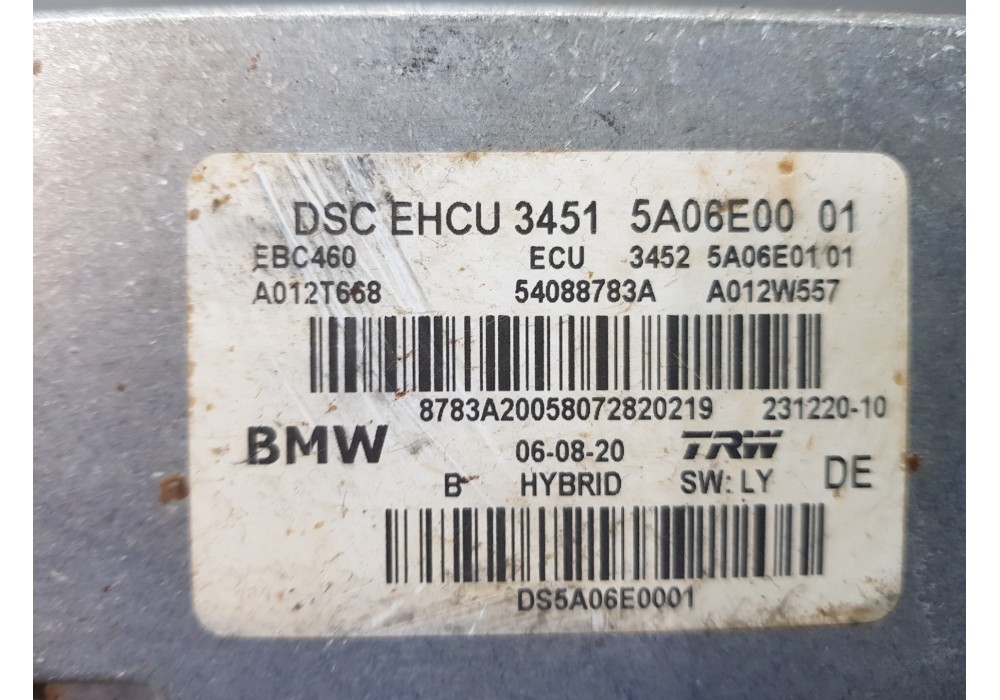 DSC EHCU 3451 5A06E00 01
EBC460 ECU 3452 5A06E01 01
A012T668 54088783A A012W557
8783A20058072820219 231220-10
BMW 06-08-20 TRW
B HYBRID SW: LY DE
DS5A06E0001